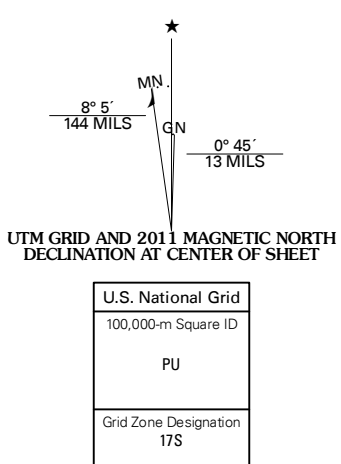 ★
MN
8° 5´
144 MILS
GN
0° 45´
13 MILS
UTM GRID AND 2011 MAGNETIC NORTH
DECLINATION AT CENTER OF SHEET
U.S. National Grid
100,000-m Square ID
PU
Grid Zone Designation
17S